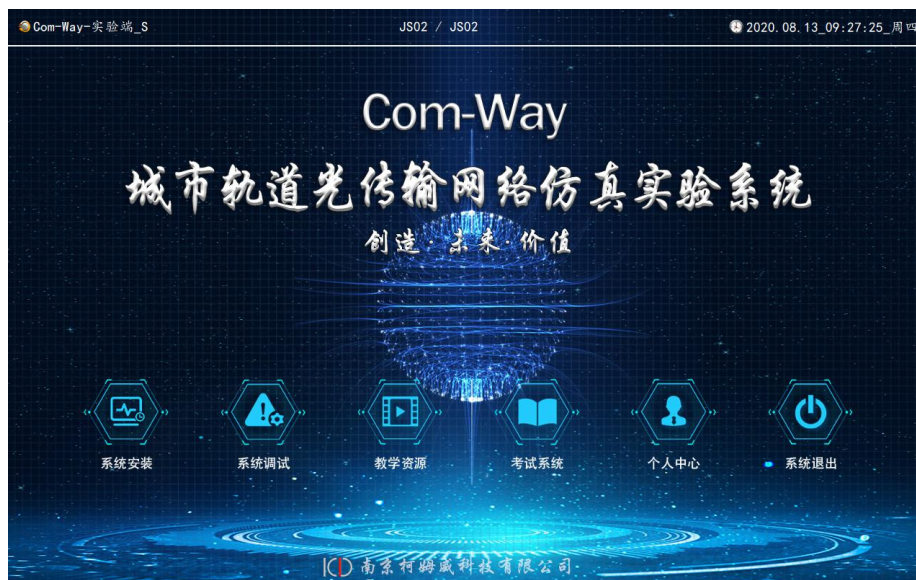 Com-Way-实验端_S
JS02 / JS02
2020.08.13_09:27:25_周四
Com-Way
城市轨道光传输网络仿真实验系统
创造·未来·价值
系统安装
系统调试
教学资源
考试系统
个人中心
系统退出
南京柯姆威科技有限公司